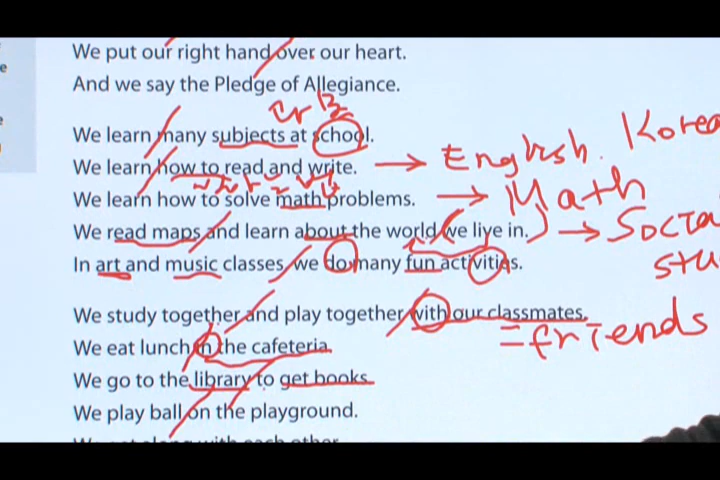 We put our right hand over our heart.
And we say the Pledge of Allegiance.
We learn many subjects at school.
We learn how to read and write. → English. Korea
We learn how to solve math problems. → Math
We read maps and learn about the world we live in. → Socia
stu
In art and music classes, we do many fun activities.
We study together and play together with our classmates.
= friends
We eat lunch in the cafeteria.
We go to the library to get books.
We play ball on the playground.